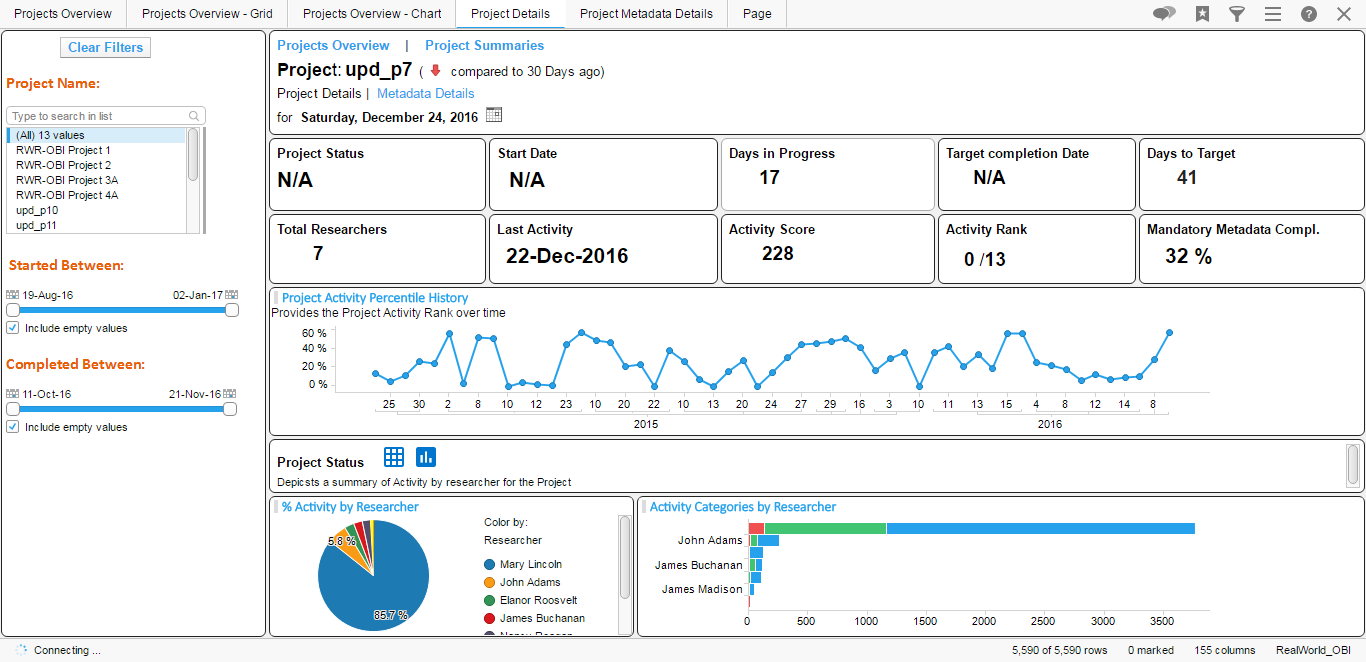 Projects Overview
Projects Overview - Grid
Projects Overview - Chart
Project Details
Project Metadata Details
Page
?
Clear Filters
Project Name:
Type to search in list
(All) 13 values
RWR-OBI Project 1
RWR-OBI Project 2
RWR-OBI Project 3A
RWR-OBI Project 4A
upd_p10
upd_p11
Started Between:
19-Aug-16
02-Jan-17
Include empty values
Completed Between:
11-Oct-16
21-Nov-16
Include empty values
Projects Overview | Project Summaries
Project: upd_p7 ( compared to 30 Days ago)
Project Details | Metadata Details
for Saturday, December 24, 2016
Project Status
N/A
Start Date
N/A
Days in Progress
17
Target completion Date
N/A
Days to Target
41
Total Researchers
7
Last Activity
22-Dec-2016
Activity Score
228
Activity Rank
0 /13
Mandatory Metadata Compl.
32 %
Project Activity Percentile History
Provides the Project Activity Rank over time
60 %
40 %
20 %
0 %
25 30 2 8 10 12 23 10 20 22 10 13 20 24 27 29 16 3 10 11 13 15 4 8 12 14 8
2015 2016
Project Status
Depicsts a summary of Activity by researcher for the Project
% Activity by Researcher
5.8 %
85.7 %
Color by:
Researcher
Mary Lincoln
John Adams
Elanor Roosvelt
James Buchanan
Activity Categories by Researcher
John Adams
James Buchanan
James Madison
0 500 1000 1500 2000 2500 3000 3500
Connecting ...
5,590 of 5,590 rows
0 marked
155 columns
RealWorld_OBI